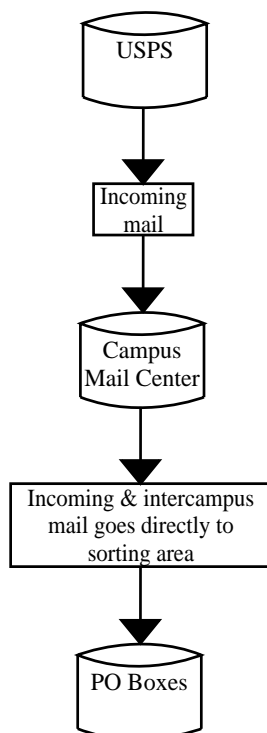 USPS
Incoming
mail
Campus
Mail Center
Incoming & intercampus
mail goes directly to
sorting area
PO Boxes